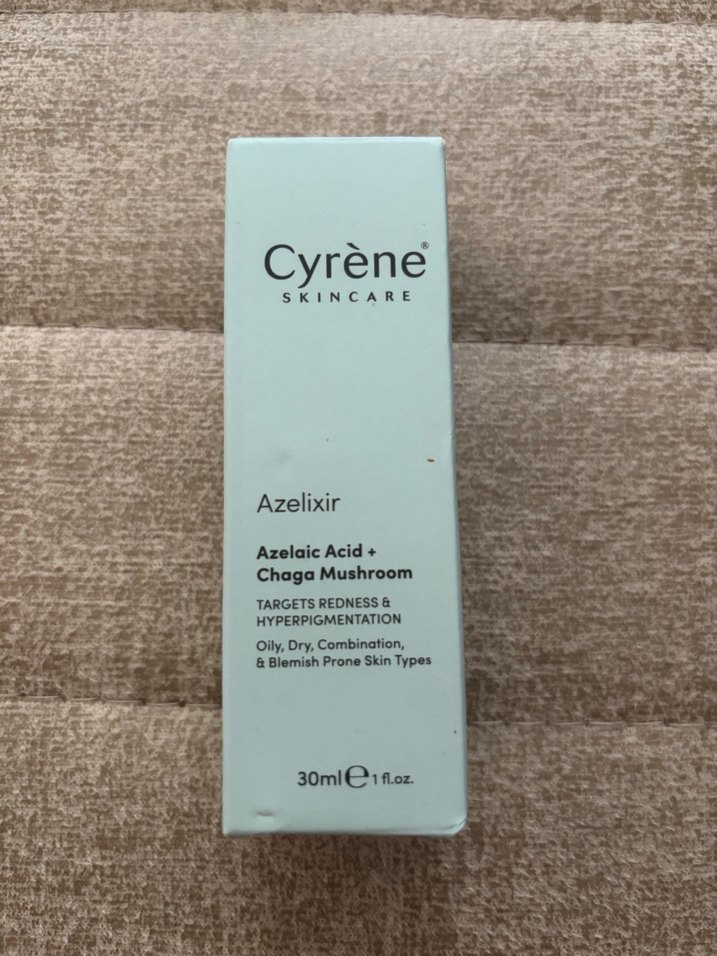 Cyrène®
SKINCARE
Azelixir
Azelaic Acid +
Chaga Mushroom
TARGETS REDNESS &
HYPERPIGMENTATION
Oily, Dry, Combination,
& Blemish Prone Skin Types
30ml℮ 1 fl.oz.